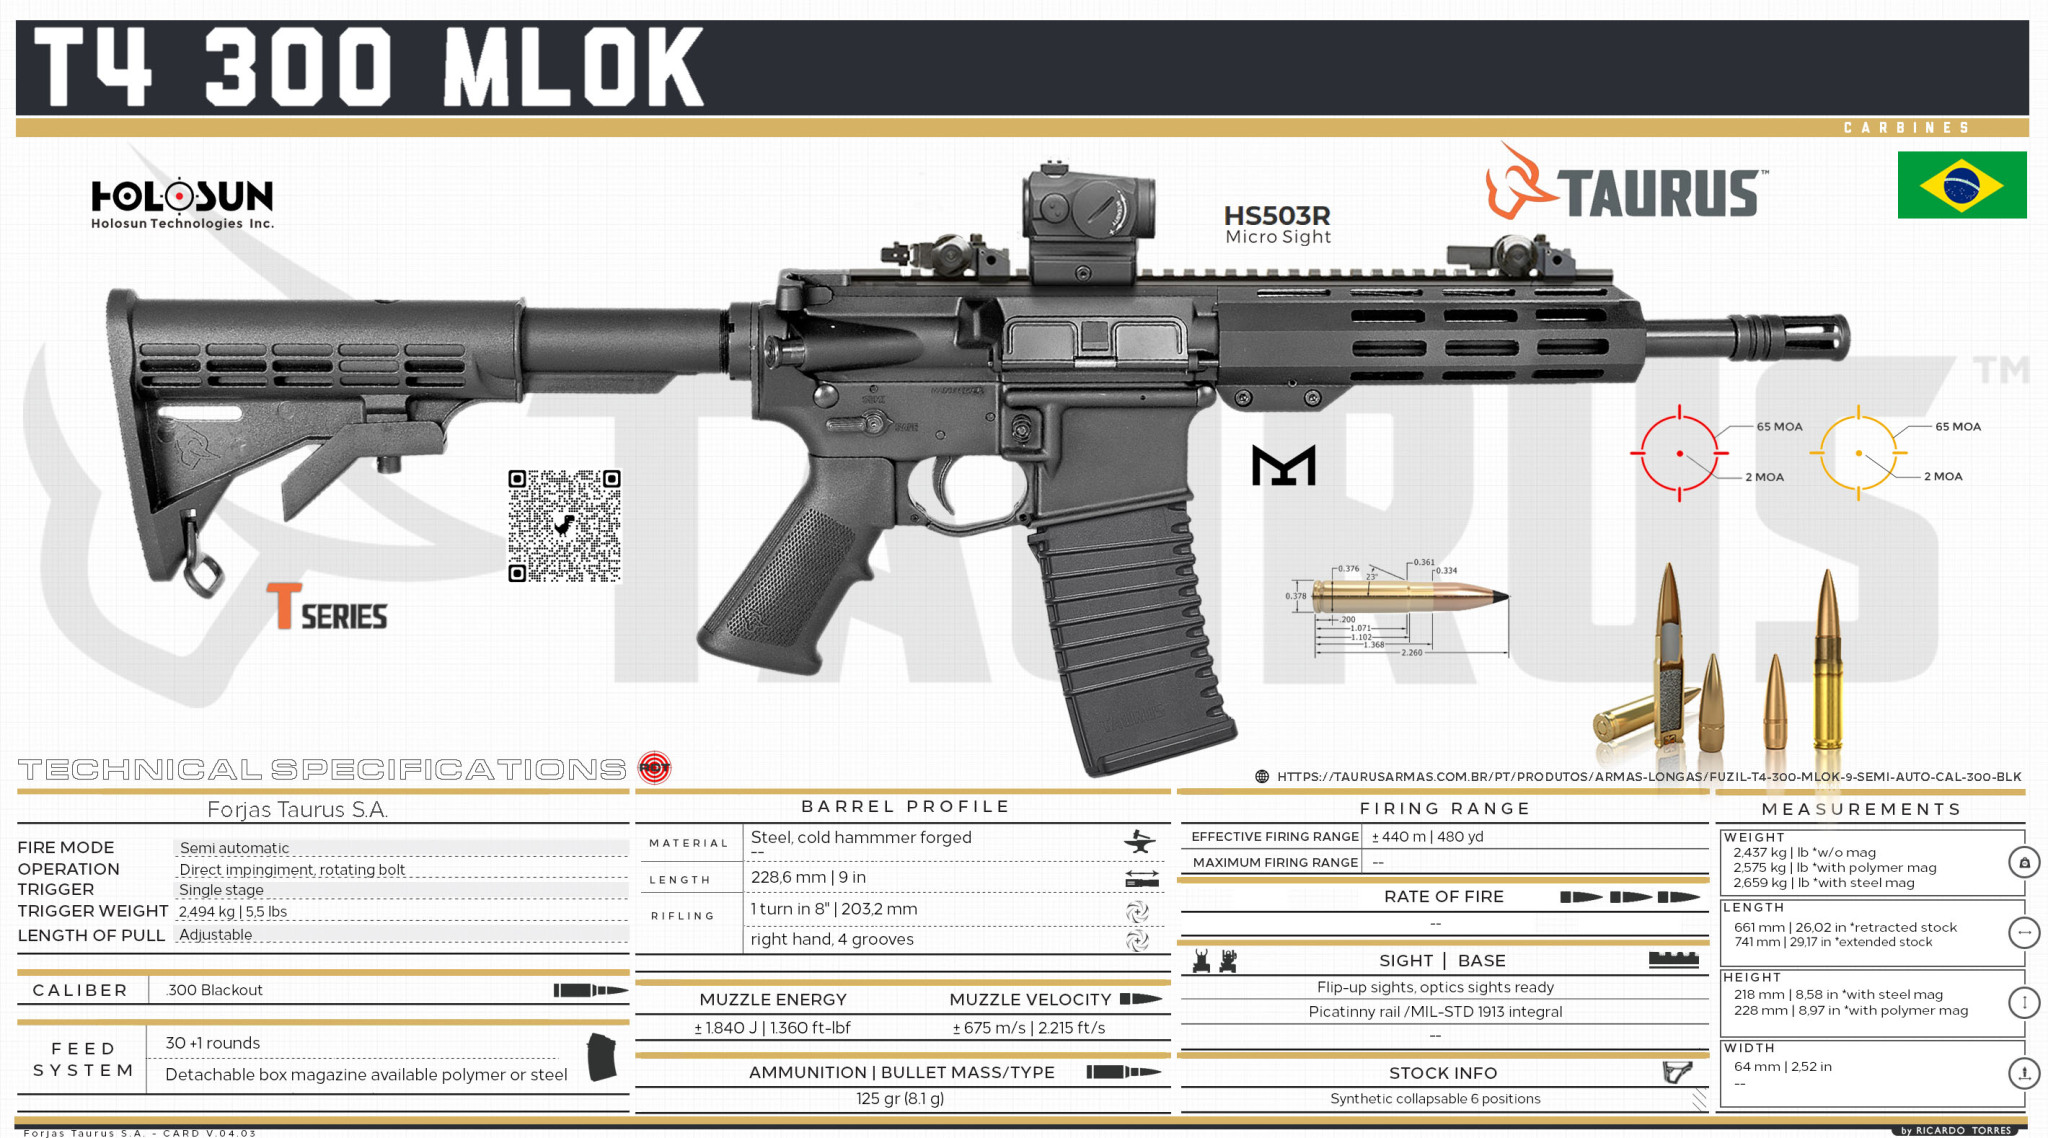 T4 300 MLOK
CARBINES
HOLOSUN
Holosun Technologies Inc.
HS503R
Micro Sight
TAURUS™
TAURUS™
SAFE
65 MOA
2 MOA
65 MOA
2 MOA
T SERIES
0.376
23°
0.361
0.334
0.378
.200
1.071
1.102
1.368
2.260
TAURUS
TECHNICAL SPECIFICATIONS
HTTPS://TAURUSARMAS.COM.BR/PT/PRODUTOS/ARMAS-LONGAS/FUZIL-T4-300-MLOK-9-SEMI-AUTO-CAL-300-BLK
Forjas Taurus S.A.
FIRE MODE Semi automatic
OPERATION Direct impingiment, rotating bolt
TRIGGER Single stage
TRIGGER WEIGHT 2,494 kg | 5,5 lbs
LENGTH OF PULL Adjustable
CALIBER .300 Blackout
FEED SYSTEM
30 +1 rounds
Detachable box magazine available polymer or steel
BARREL PROFILE
MATERIAL Steel, cold hammmer forged
--
LENGTH 228,6 mm | 9 in
RIFLING 1 turn in 8" | 203,2 mm
right hand, 4 grooves
MUZZLE ENERGY MUZZLE VELOCITY
± 1.840 J | 1.360 ft-lbf ± 675 m/s | 2.215 ft/s
AMMUNITION | BULLET MASS/TYPE
125 gr (8.1 g)
FIRING RANGE
EFFECTIVE FIRING RANGE ± 440 m | 480 yd
MAXIMUM FIRING RANGE --
RATE OF FIRE
--
SIGHT | BASE
Flip-up sights, optics sights ready
Picatinny rail /MIL-STD 1913 integral
--
STOCK INFO
Synthetic collapsable 6 positions
MEASUREMENTS
WEIGHT
2,437 kg | lb *w/o mag
2,575 kg | lb *with polymer mag
2,659 kg | lb *with steel mag
LENGTH
661 mm | 26,02 in *retracted stock
741 mm | 29,17 in *extended stock
HEIGHT
218 mm | 8,58 in *with steel mag
228 mm | 8,97 in *with polymer mag
WIDTH
64 mm | 2,52 in
--
Forjas Taurus S.A. - CARD V.04.03
by RICARDO TORRES